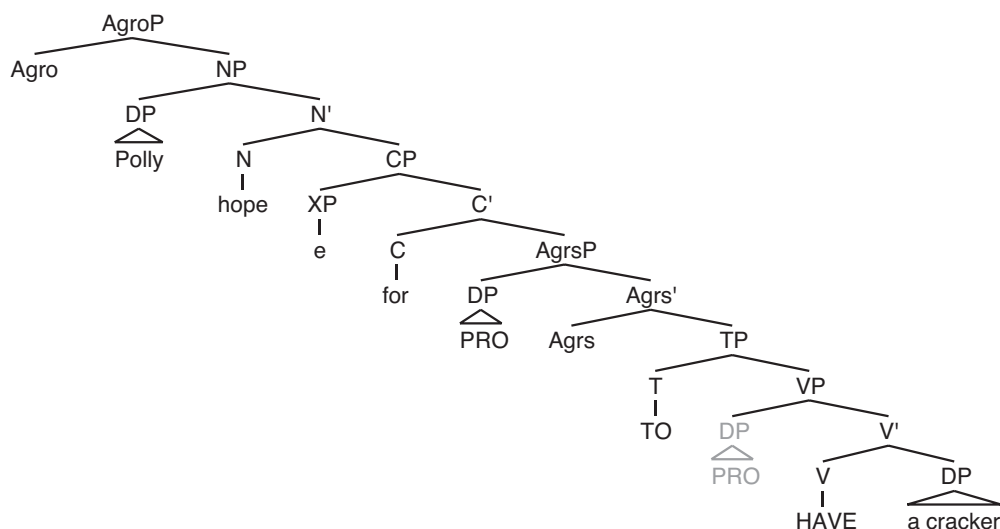 AgroP
Agro NP
DP N'
Polly N CP
hope XP C'
e C AgrsP
for DP Agrs'
PRO Agrs TP
T VP
TO DP V'
PRO V DP
HAVE a cracker